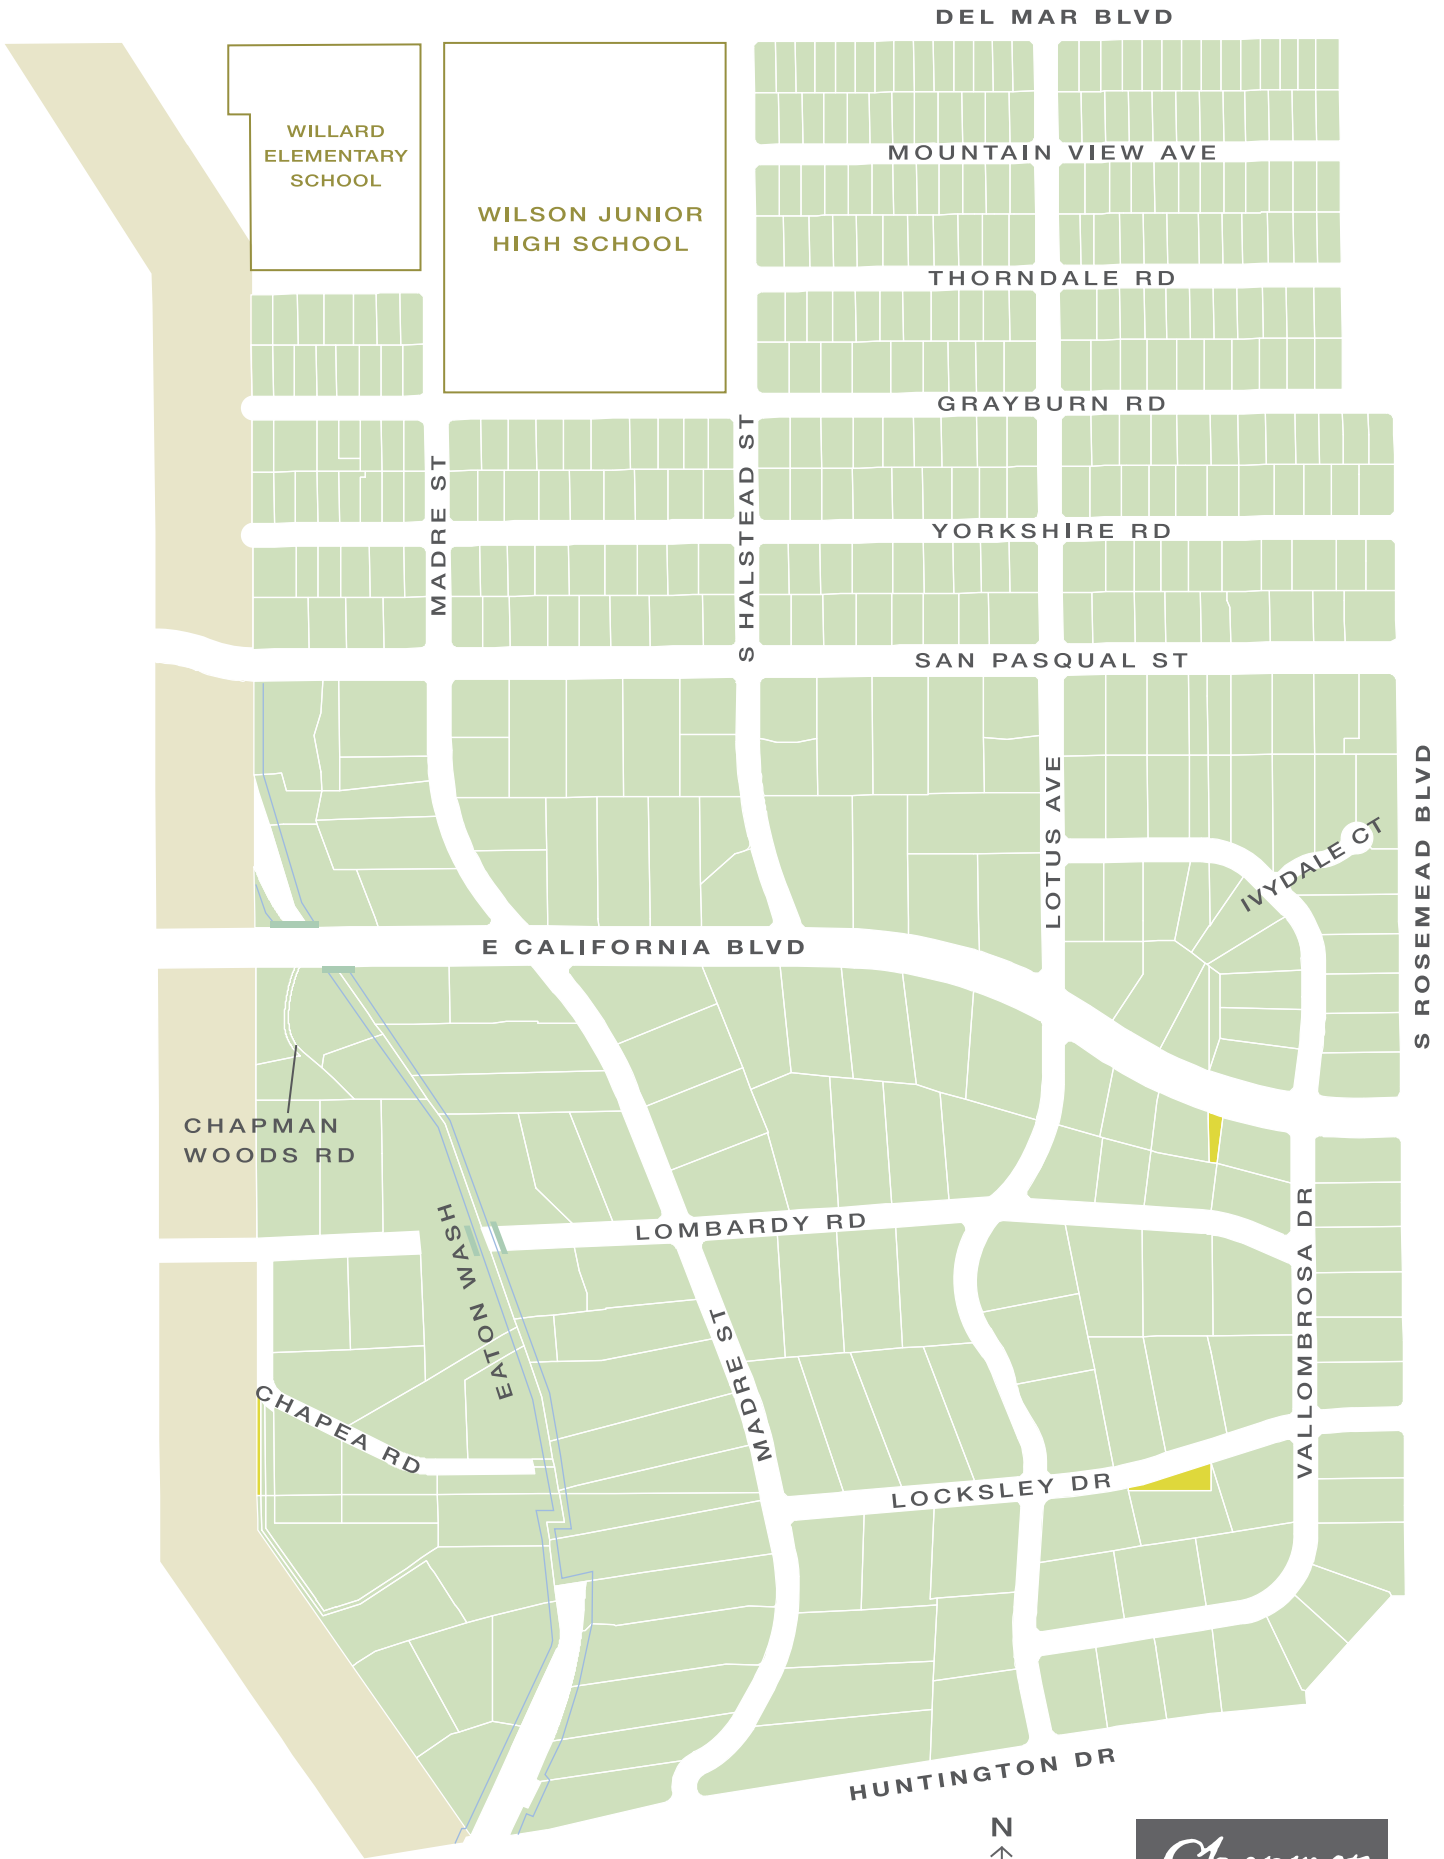 DEL MAR BLVD
WILLARD
ELEMENTARY
SCHOOL
MOUNTAIN VIEW AVE
WILSON JUNIOR
HIGH SCHOOL
THORNDALE RD
GRAYBURN RD
MADRE ST
S HALSTEAD ST
YORKSHIRE RD
SAN PASQUAL ST
LOTUS AVE
IVYDALE CT
S ROSEMEAD BLVD
E CALIFORNIA BLVD
CHAPMAN
WOODS RD
EATON WASH
LOMBARDY RD
VALLOMBROSA DR
MADRE ST
CHAPEA RD
LOCKSLEY DR
HUNTINGTON DR
N